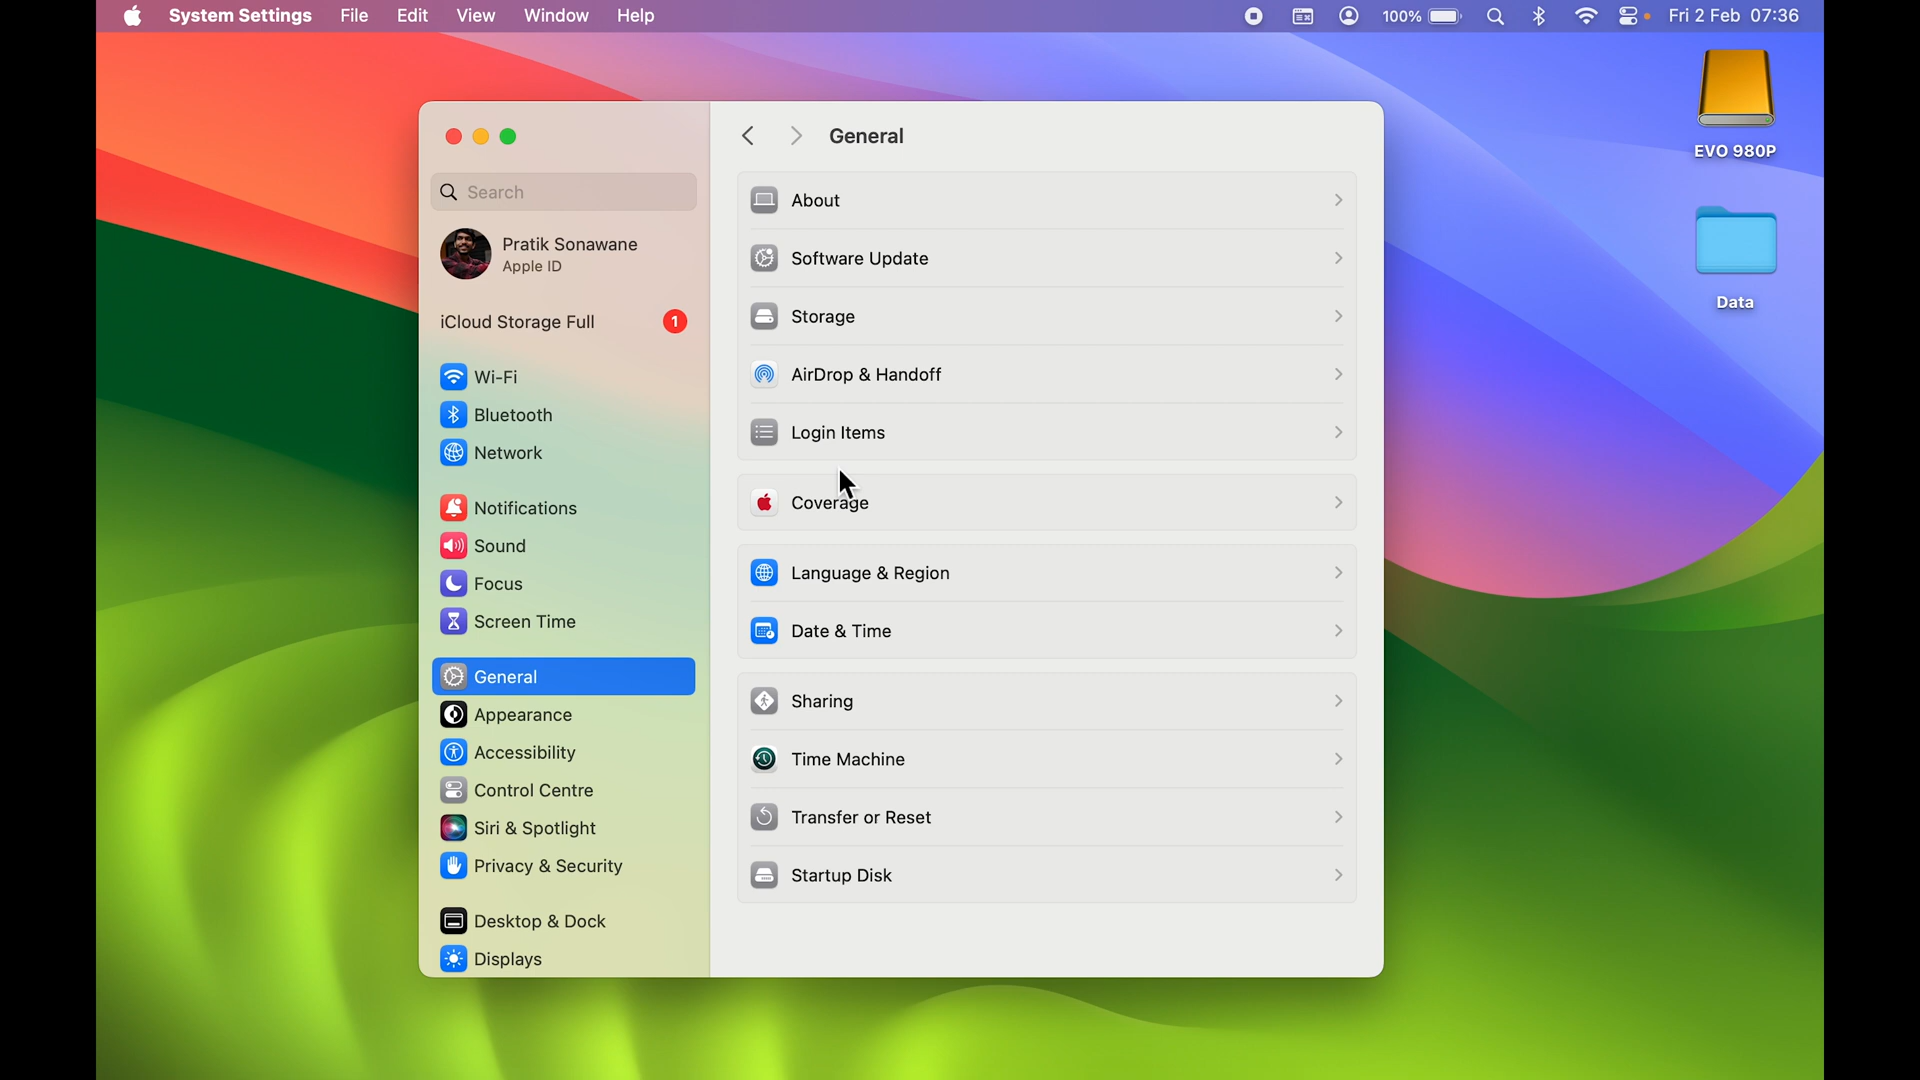 System Settings File Edit View Window Help 100% Fri 2 Feb 07:36
EVO 980P
Data
Search
Pratik Sonawane
Apple ID
iCloud Storage Full 1
Wi-Fi
Bluetooth
Network
Notifications
Sound
Focus
Screen Time
General
Appearance
Accessibility
Control Centre
Siri & Spotlight
Privacy & Security
Desktop & Dock
Displays
General
About
Software Update
Storage
AirDrop & Handoff
Login Items
Coverage
Language & Region
Date & Time
Sharing
Time Machine
Transfer or Reset
Startup Disk